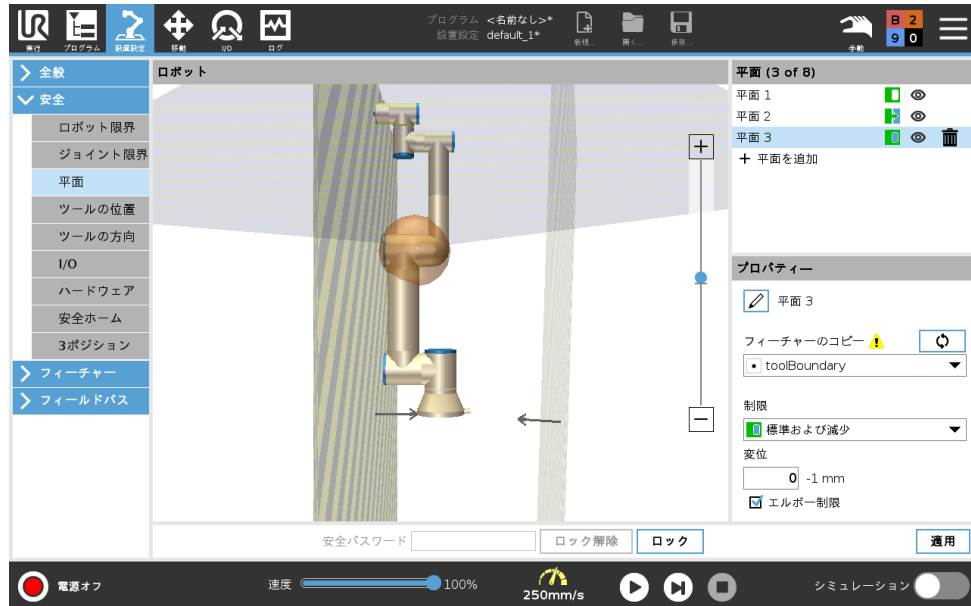 プログラム <名前なし>*
設置設定 default_1*
実行 プログラム 設置設定 移動 I/O ログ
新規... 開く... 保存... 手動
B 2
9 0
全般
安全
ロボット限界
ジョイント限界
平面
ツールの位置
ツールの方向
I/O
ハードウェア
安全ホーム
3ポジション
フィーチャー
フィールドバス
ロボット
平面 (3 of 8)
平面 1
平面 2
平面 3
+ 平面を追加
プロパティー
平面 3
フィーチャーのコピー
toolBoundary
制限
標準および減少
変位
0 -1 mm
エルボー制限
安全パスワード ロック解除 ロック 適用
電源オフ 速度 100% 250mm/s シミュレーション